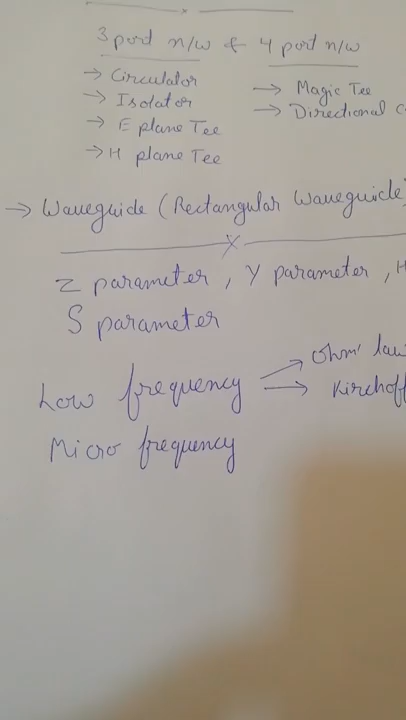 3 port n/w & 4 port n/w
→ Circulator
→ Isolator
→ E plane Tee
→ H plane Tee
→ Magic Tee
→ Directional
→ Waveguide (Rectangular Waveguide)
Z parameter, Y parameter, H
S parameter
Low frequency
→ Ohm' law
→ Kirchoff
Micro frequency